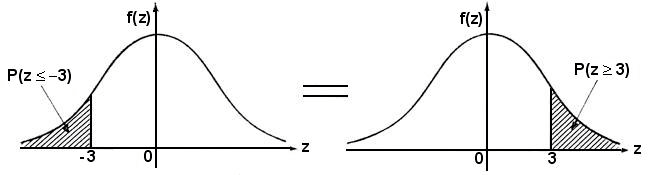 f(z)
P(z ≤ −3)
-3
0
z
f(z)
P(z ≥ 3)
0
3
z